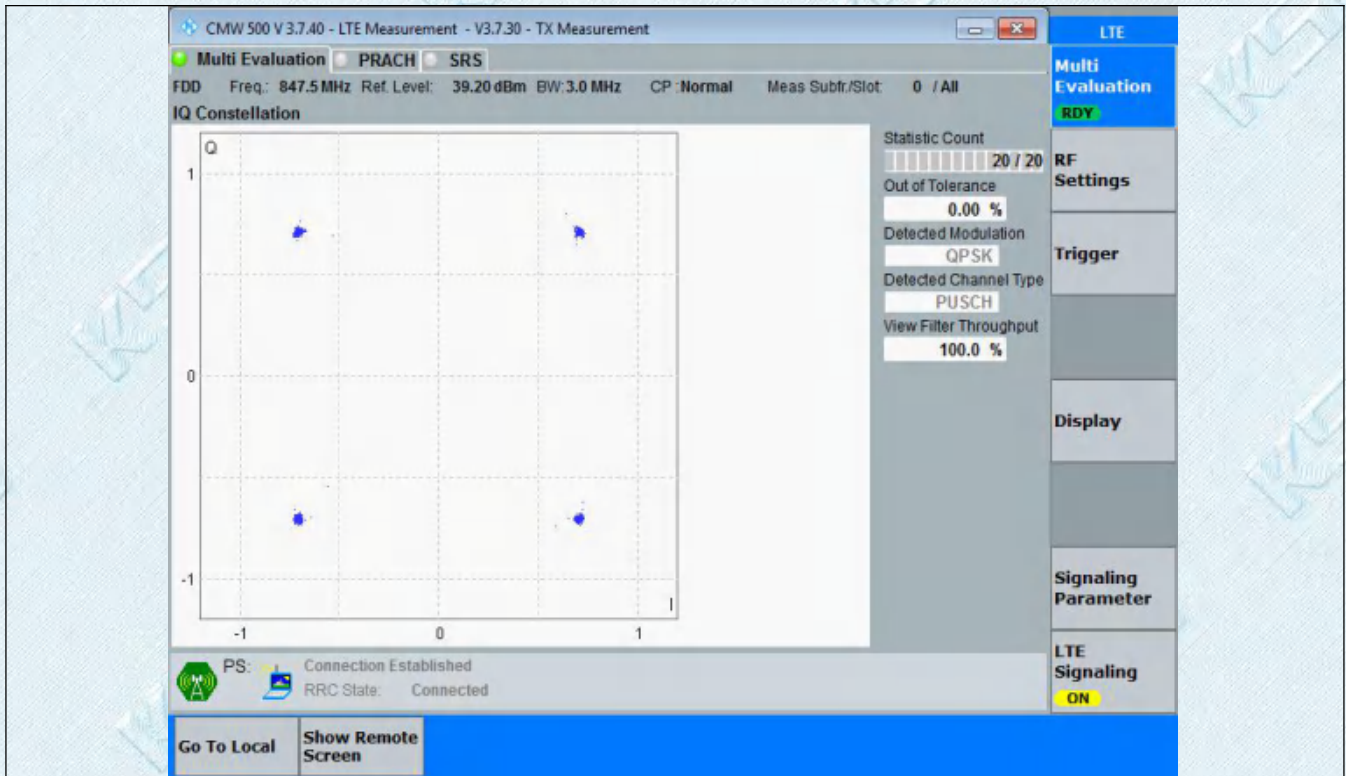 CMW 500 V 3.7.40 - LTE Measurement - V3.7.30 - TX Measurement
LTE
Multi Evaluation PRACH SRS
FDD Freq.: 847.5 MHz Ref. Level: 39.20 dBm BW: 3.0 MHz CP : Normal Meas Subfr./Slot: 0 / All
IQ Constellation
Q
1
0
-1
-1 0 1
I
Statistic Count
20 / 20
Out of Tolerance
0.00 %
Detected Modulation
QPSK
Detected Channel Type
PUSCH
View Filter Throughput
100.0 %
Multi
Evaluation
RDY
RF
Settings
Trigger
Display
Signaling
Parameter
LTE
Signaling
ON
PS: Connection Established
RRC State: Connected
Go To Local
Show Remote
Screen